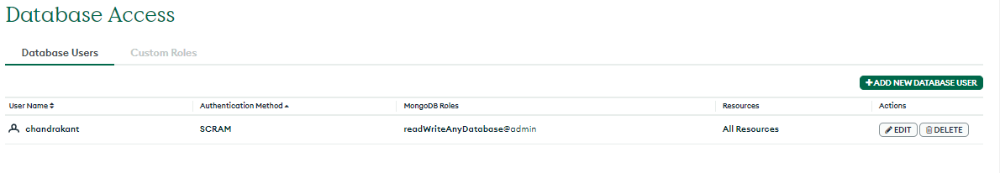 Database Access
Database Users Custom Roles
+ADD NEW DATABASE USER
User Name Authentication Method MongoDB Roles Resources Actions
chandrakant SCRAM readWriteAnyDatabase@admin All Resources EDIT DELETE